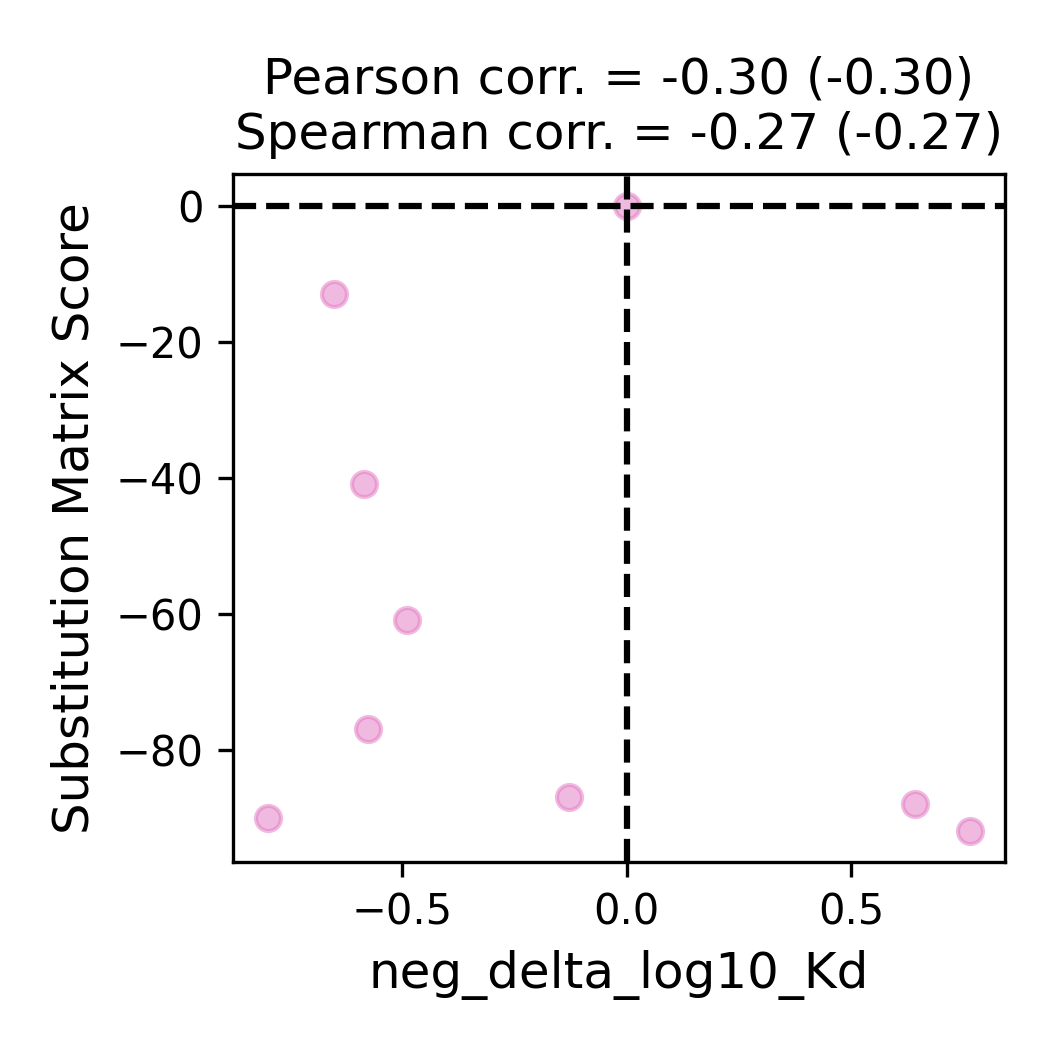 Pearson corr. = -0.30 (-0.30)
Spearman corr. = -0.27 (-0.27)
Substitution Matrix Score
0
−20
−40
−60
−80
−0.5
0.0
0.5
neg_delta_log10_Kd